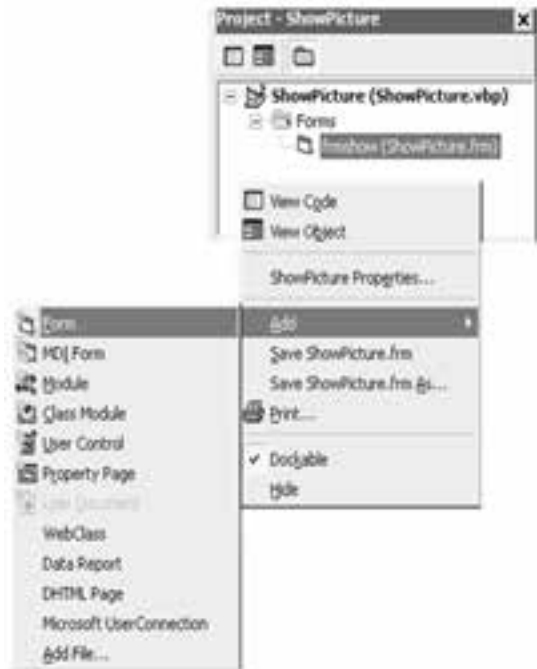 Project - ShowPicture
ShowPicture (ShowPicture.vbp)
Forms
frmshow (ShowPicture.frm)
View Code
View Object
ShowPicture Properties...
Add
Save ShowPicture.frm
Save ShowPicture.frm As...
Print...
Dockable
Hide
Form
MDI Form
Module
Class Module
User Control
Property Page
User Document
WebClass
Data Report
DHTML Page
Microsoft UserConnection
Add File...